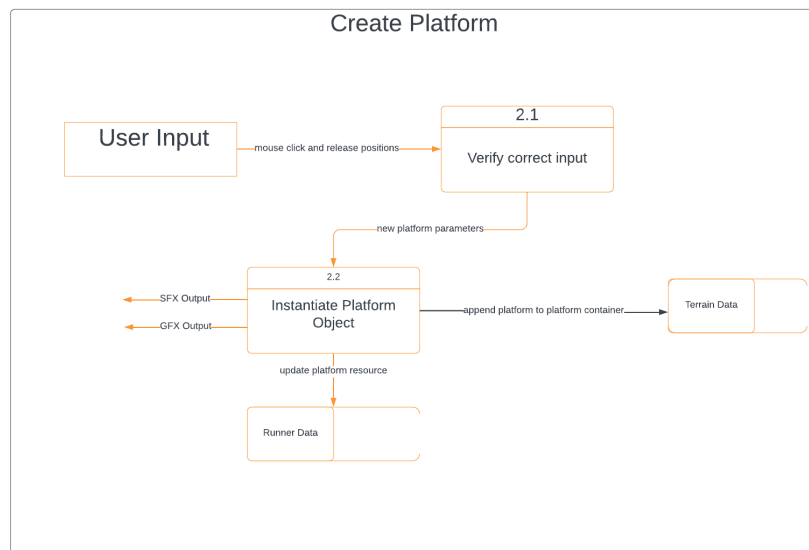 Create Platform
User Input
mouse click and release positions
2.1
Verify correct input
new platform parameters
2.2
Instantiate Platform
Object
SFX Output
GFX Output
append platform to platform container
Terrain Data
update platform resource
Runner Data